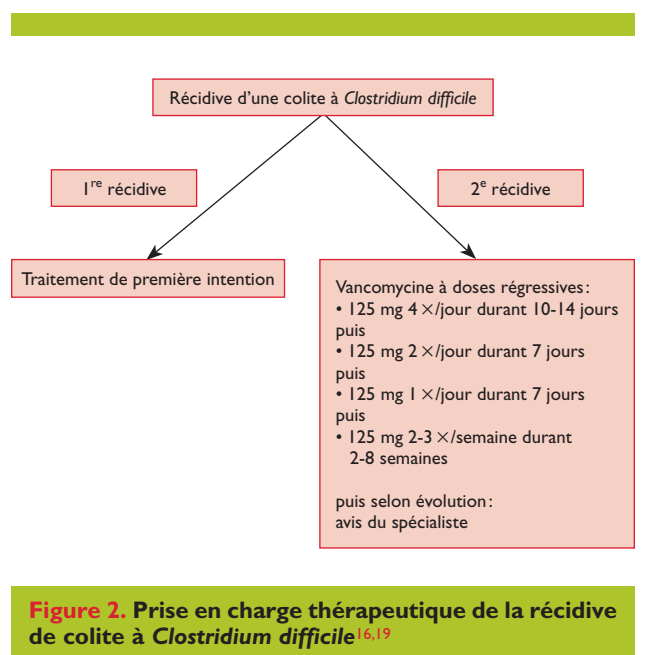 Récidive d'une colite à Clostridium difficile
1re récidive
2e récidive
Traitement de première intention
Vancomycine à doses régressives :
• 125 mg 4 ×/jour durant 10-14 jours
puis
• 125 mg 2 ×/jour durant 7 jours
puis
• 125 mg 1 ×/jour durant 7 jours
puis
• 125 mg 2-3 ×/semaine durant
2-8 semaines
puis selon évolution :
avis du spécialiste
Figure 2. Prise en charge thérapeutique de la récidive
de colite à Clostridium difficile16,19